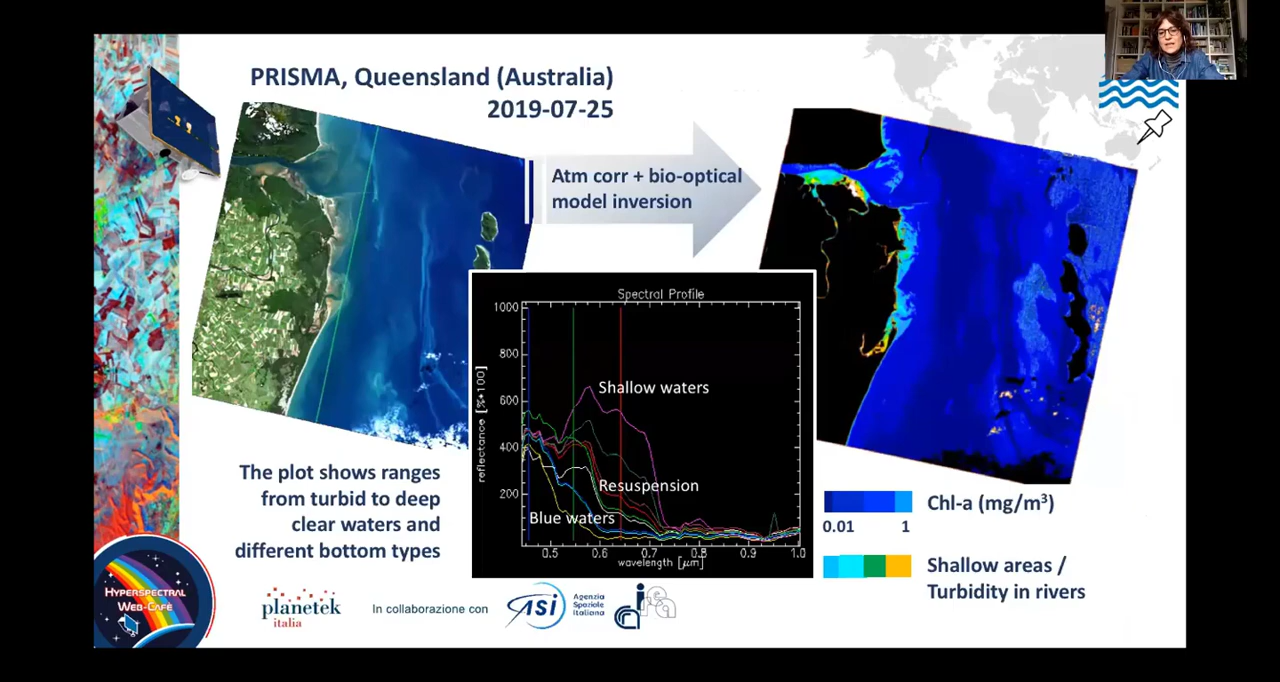 PRISMA, Queensland (Australia)
2019-07-25
Atm corr + bio-optical
model inversion
Spectral Profile
1000
800
600
400
200
reflectance [%*100]
Shallow waters
Resuspension
Blue waters
0.5 0.6 0.7 0.8 0.9 1.0
wavelength [μm]
The plot shows ranges
from turbid to deep
clear waters and
different bottom types
Chl-a (mg/m³)
0.01 1
Shallow areas /
Turbidity in rivers
HYPERSPECTRAL
WEB-CAFÈ
planetek
italia
In collaborazione con
ASI
Agenzia
Spaziale
Italiana